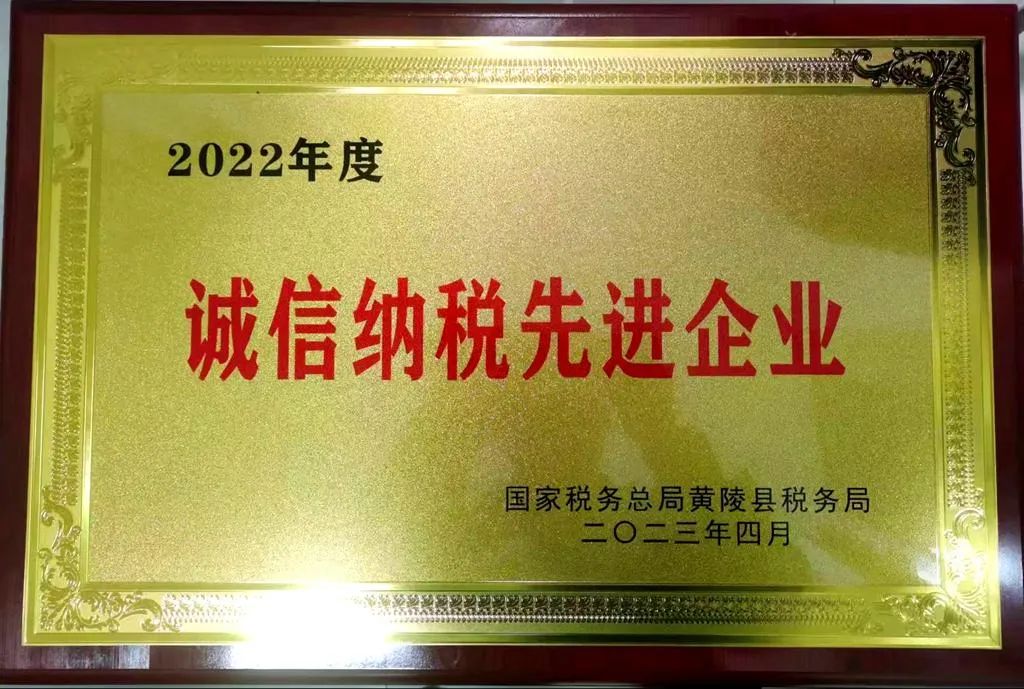 2022年度
诚信纳税先进企业
国家税务总局黄陵县税务局
二〇二三年四月